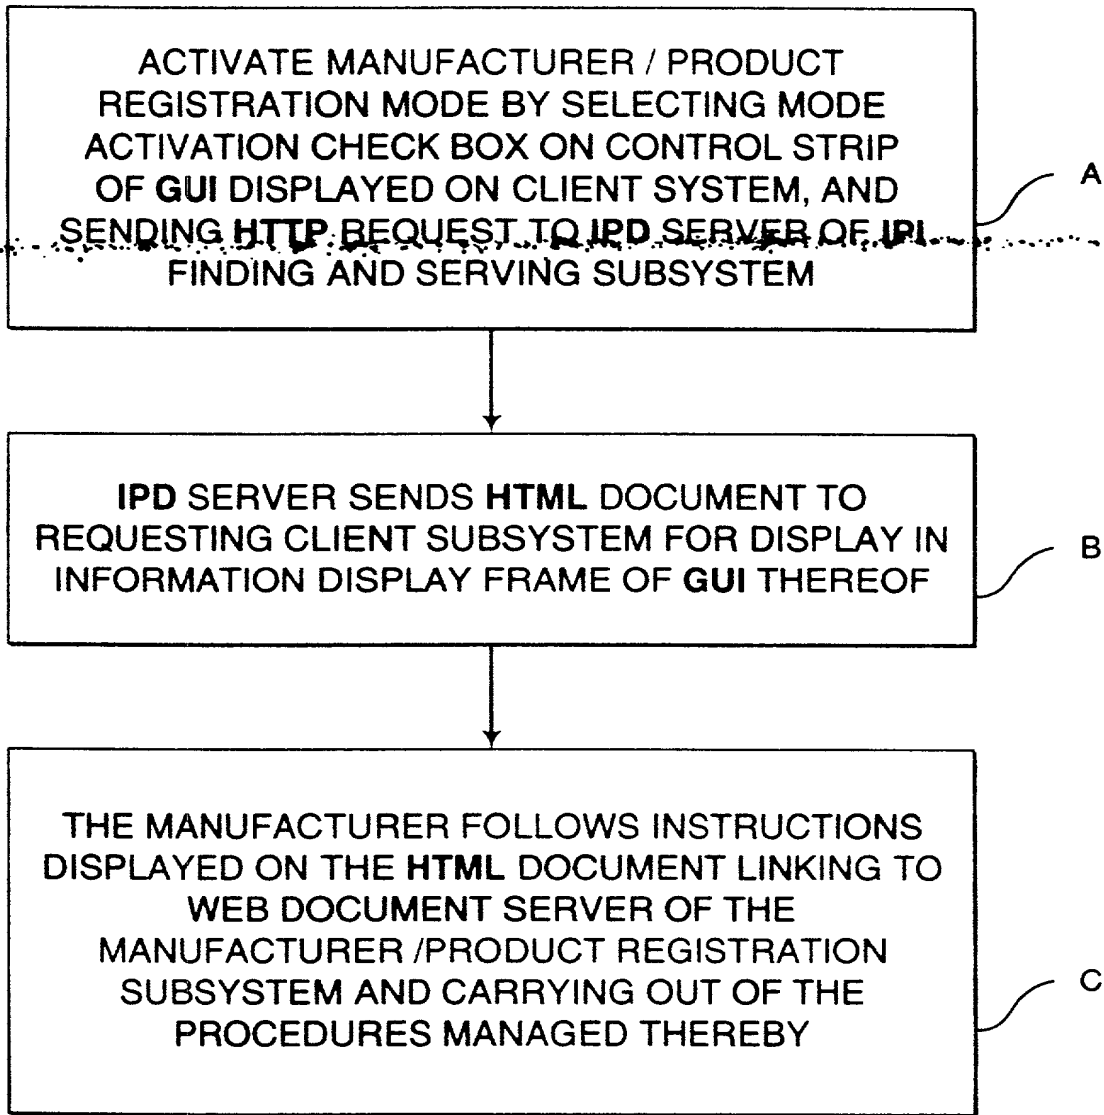 ACTIVATE MANUFACTURER / PRODUCT
REGISTRATION MODE BY SELECTING MODE
ACTIVATION CHECK BOX ON CONTROL STRIP
OF GUI DISPLAYED ON CLIENT SYSTEM, AND
SENDING HTTP REQUEST TO IPD SERVER OF IPI
FINDING AND SERVING SUBSYSTEM
A
IPD SERVER SENDS HTML DOCUMENT TO
REQUESTING CLIENT SUBSYSTEM FOR DISPLAY IN
INFORMATION DISPLAY FRAME OF GUI THEREOF
B
THE MANUFACTURER FOLLOWS INSTRUCTIONS
DISPLAYED ON THE HTML DOCUMENT LINKING TO
WEB DOCUMENT SERVER OF THE
MANUFACTURER /PRODUCT REGISTRATION
SUBSYSTEM AND CARRYING OUT OF THE
PROCEDURES MANAGED THEREBY
C